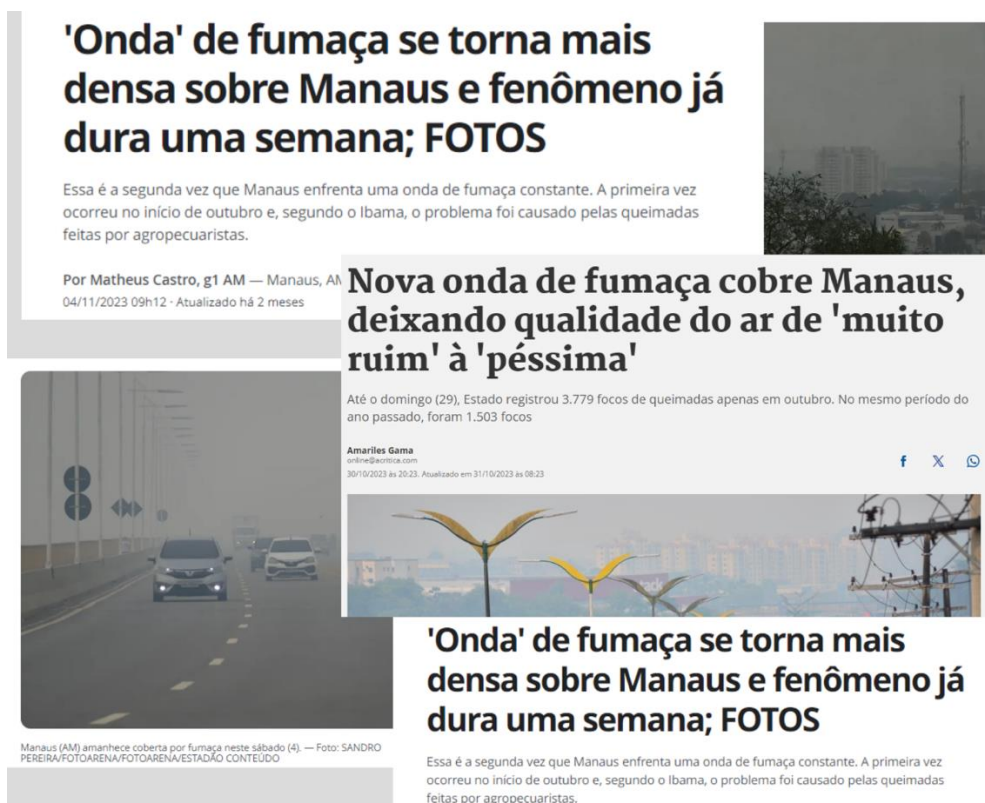 'Onda' de fumaça se torna mais
densa sobre Manaus e fenômeno já
dura uma semana; FOTOS
Essa é a segunda vez que Manaus enfrenta uma onda de fumaça constante. A primeira vez
ocorreu no início de outubro e, segundo o Ibama, o problema foi causado pelas queimadas
feitas por agropecuaristas.
Por Matheus Castro, g1 AM — Manaus, AM
04/11/2023 09h12 · Atualizado há 2 meses
Nova onda de fumaça cobre Manaus,
deixando qualidade do ar de 'muito
ruim' à 'péssima'
Até o domingo (29), Estado registrou 3.779 focos de queimadas apenas em outubro. No mesmo período do
ano passado, foram 1.503 focos
Amariles Gama
online@acritica.com
30/10/2023 às 20:23. Atualizado em 31/10/2023 às 08:23
Manaus (AM) amanhece coberta por fumaça neste sábado (4). — Foto: SANDRO
PEREIRA/FOTOARENA/FOTOARENA/ESTADÃO CONTEÚDO
'Onda' de fumaça se torna mais
densa sobre Manaus e fenômeno já
dura uma semana; FOTOS
Essa é a segunda vez que Manaus enfrenta uma onda de fumaça constante. A primeira vez
ocorreu no início de outubro e, segundo o Ibama, o problema foi causado pelas queimadas
feitas por agropecuaristas.